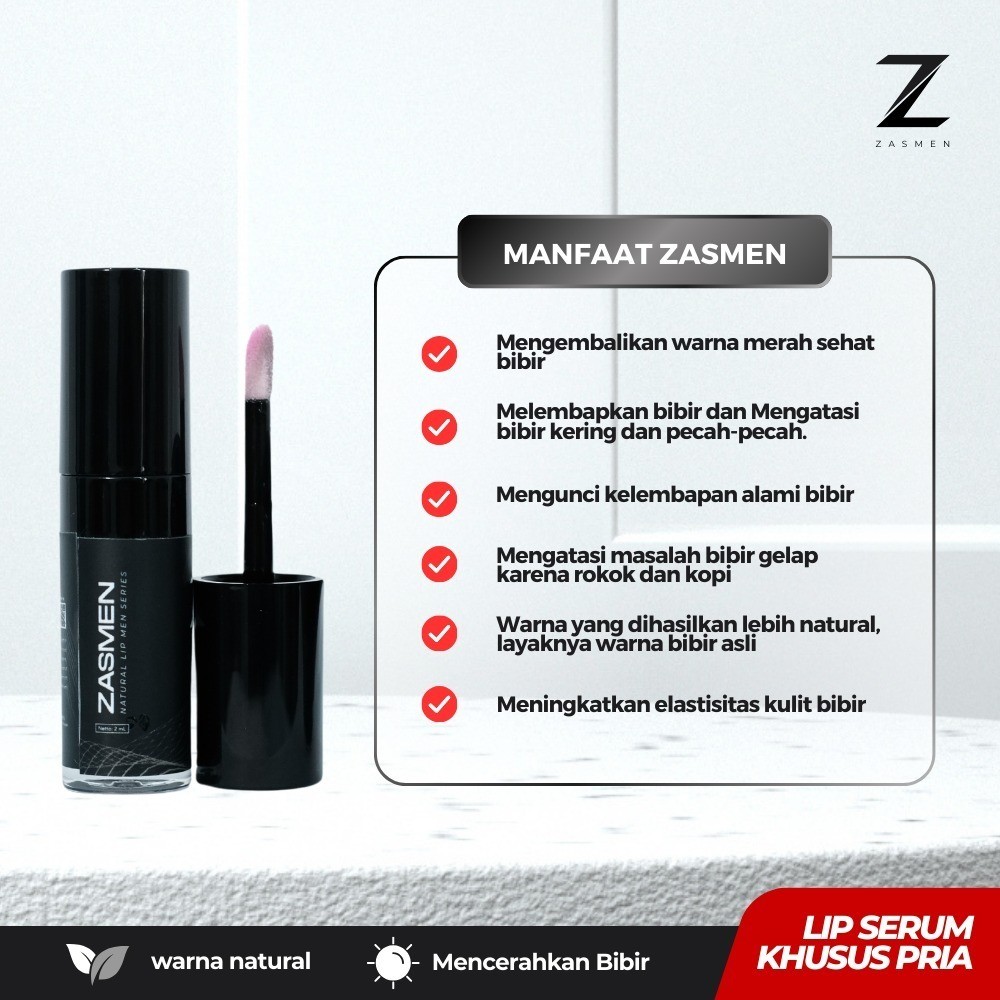 Z
ZASMEN
MANFAAT ZASMEN
Mengembalikan warna merah sehat
bibir
Melembapkan bibir dan Mengatasi
bibir kering dan pecah-pecah.
Mengunci kelembapan alami bibir
Mengatasi masalah bibir gelap
karena rokok dan kopi
Warna yang dihasilkan lebih natural,
layaknya warna bibir asli
Meningkatkan elastisitas kulit bibir
ZASMEN
NATURAL LIP MEN SERIES
Netto: 2 mL
warna natural
Mencerahkan Bibir
LIP SERUM
KHUSUS PRIA